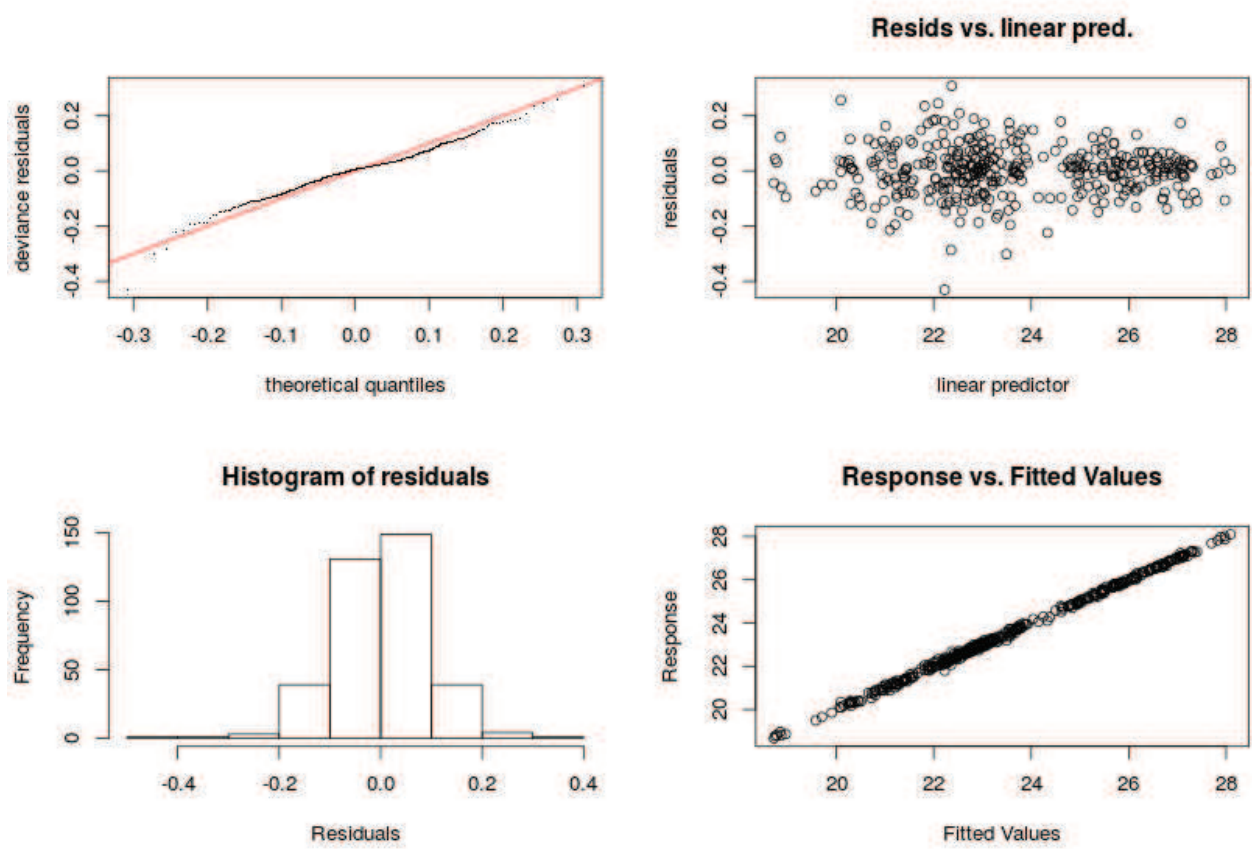 deviance residuals
0.2
0.0
-0.2
-0.4
-0.3 -0.2 -0.1 0.0 0.1 0.2 0.3
theoretical quantiles
Resids vs. linear pred.
residuals
0.2
0.0
-0.2
-0.4
20 22 24 26 28
linear predictor
Histogram of residuals
Frequency
150
100
50
0
-0.4 -0.2 0.0 0.2 0.4
Residuals
Response vs. Fitted Values
Response
28
26
24
22
20
20 22 24 26 28
Fitted Values